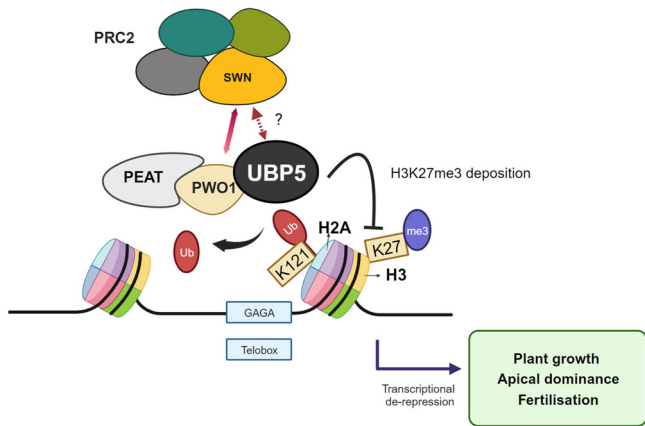 PRC2
SWN
?
PEAT
PWO1
UBP5
H3K27me3 deposition
Ub
Ub
K121
H2A
K27
me3
H3
GAGA
Telobox
Transcriptional
de-repression
Plant growth
Apical dominance
Fertilisation